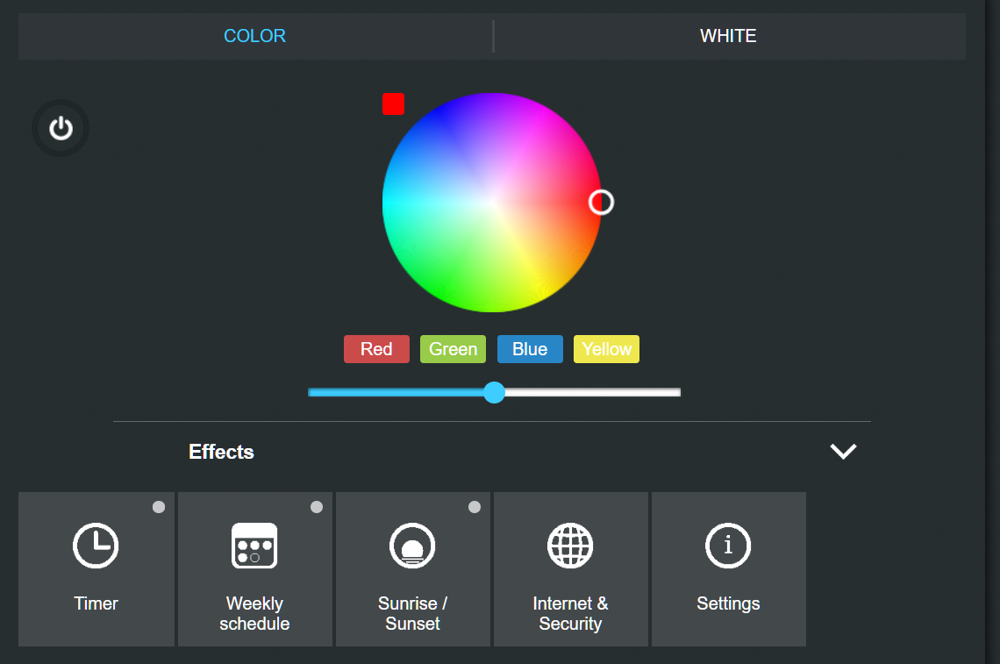 COLOR
WHITE
Red
Green
Blue
Yellow
Effects
Timer
Weekly
schedule
Sunrise /
Sunset
Internet &
Security
i
Settings